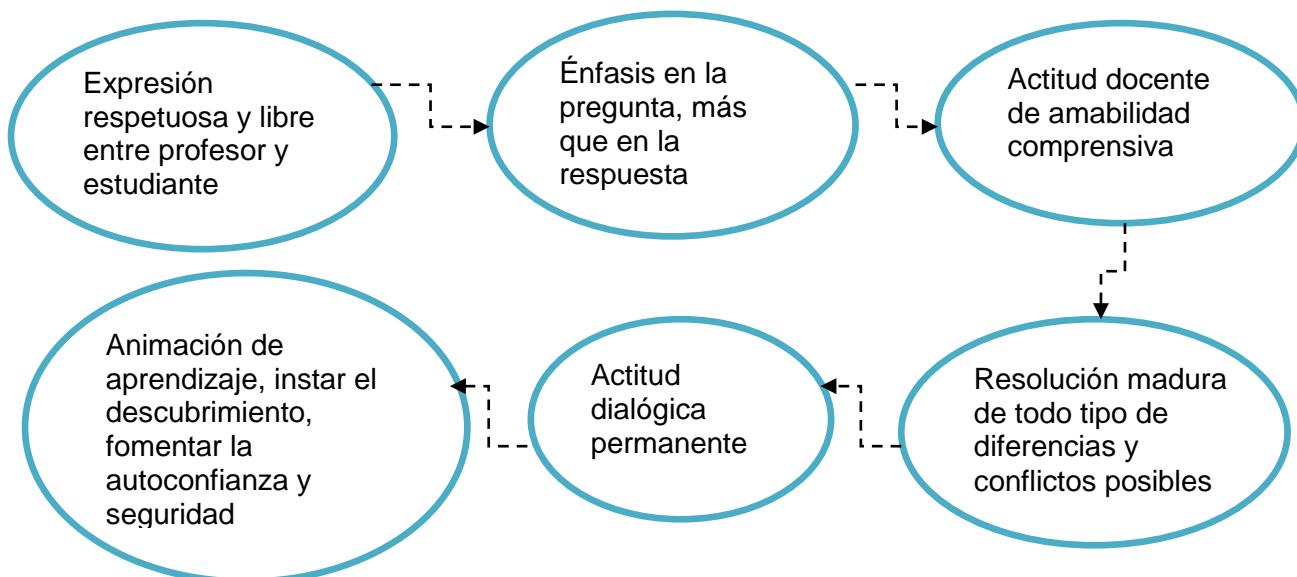 Expresión
respetuosa y libre
entre profesor y
estudiante
Énfasis en la
pregunta, más
que en la
respuesta
Actitud docente
de amabilidad
comprensiva
Resolución madura
de todo tipo de
diferencias y
conflictos posibles
Actitud
dialógica
permanente
Animación de
aprendizaje, instar el
descubrimiento,
fomentar la
autoconfianza y
seguridad